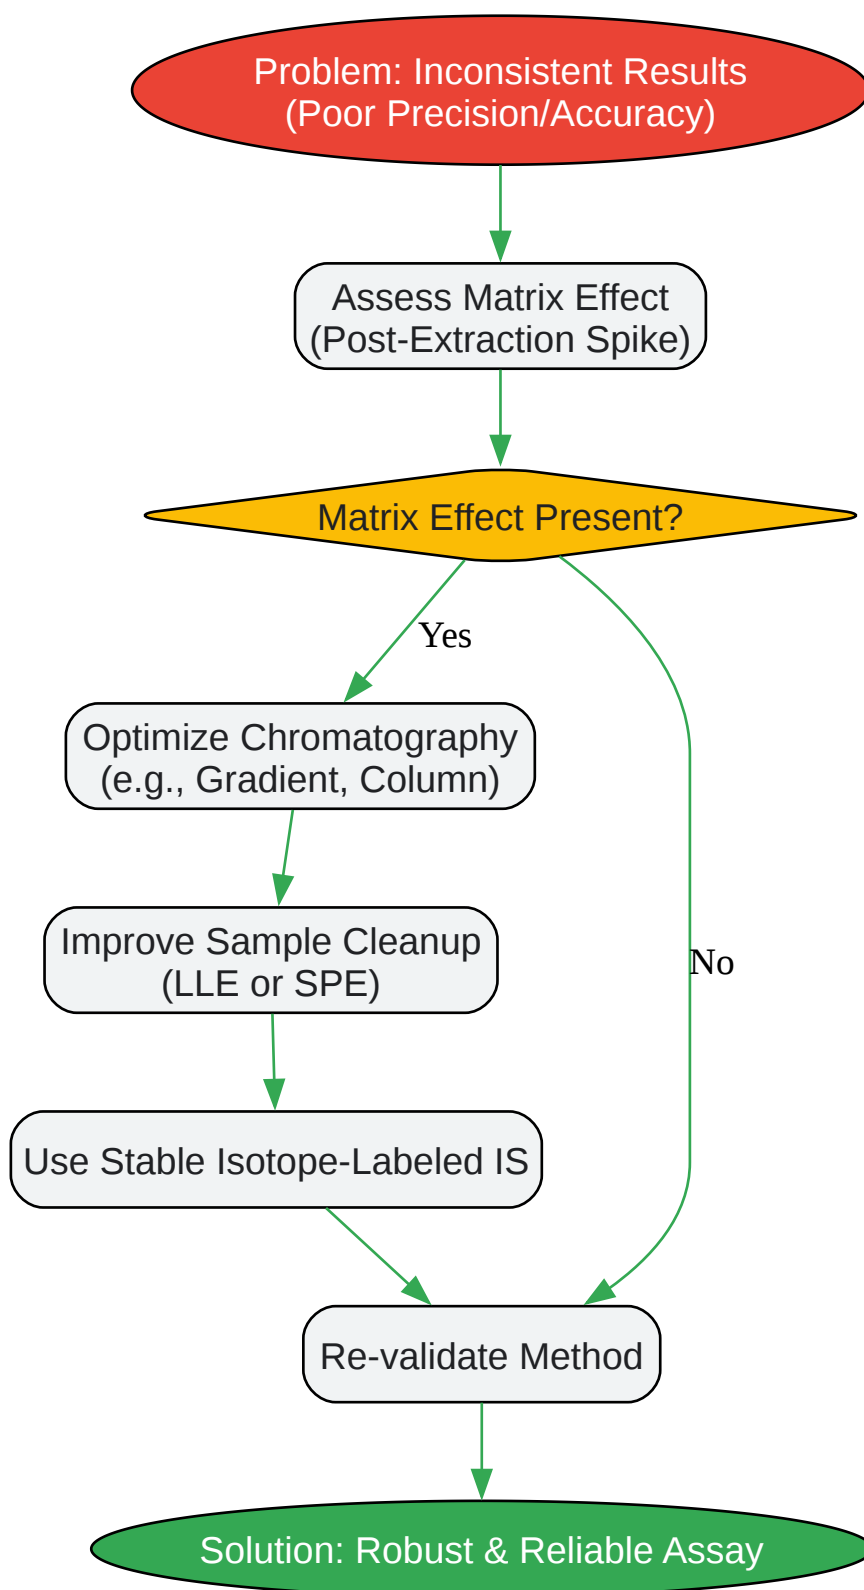 Problem: Inconsistent Results
(Poor Precision/Accuracy)
Assess Matrix Effect
(Post-Extraction Spike)
Matrix Effect Present?
Yes
Optimize Chromatography
(e.g., Gradient, Column)
Improve Sample Cleanup
(LLE or SPE)
No
Use Stable Isotope-Labeled IS
Re-validate Method
Solution: Robust & Reliable Assay